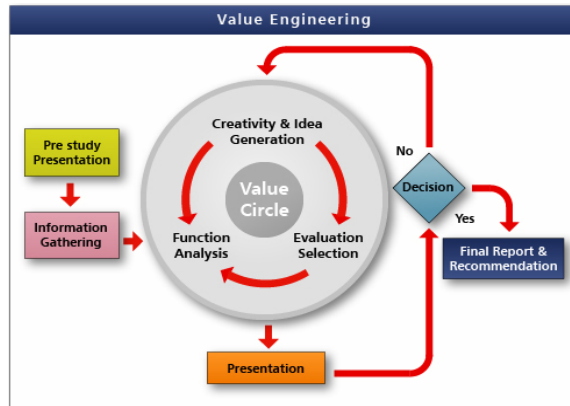 Value Engineering
Pre study
Presentation
Information
Gathering
Creativity & Idea
Generation
Value
Circle
Function
Analysis
Evaluation
Selection
Presentation
No
Decision
Yes
Final Report &
Recommendation